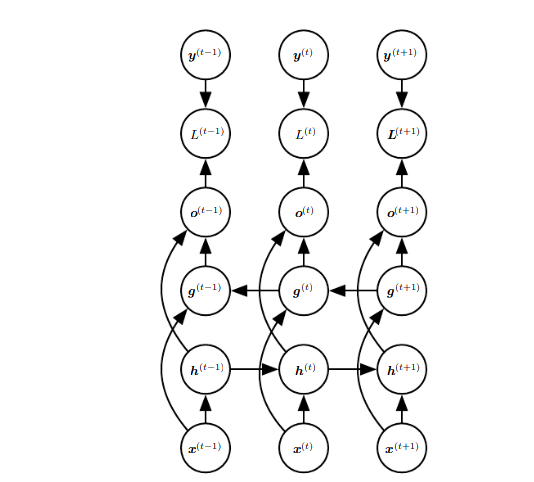 y(t−1) y(t) y(t+1)
L(t−1) L(t) L(t+1)
o(t−1) o(t) o(t+1)
g(t−1) g(t) g(t+1)
h(t−1) h(t) h(t+1)
x(t−1) x(t) x(t+1)